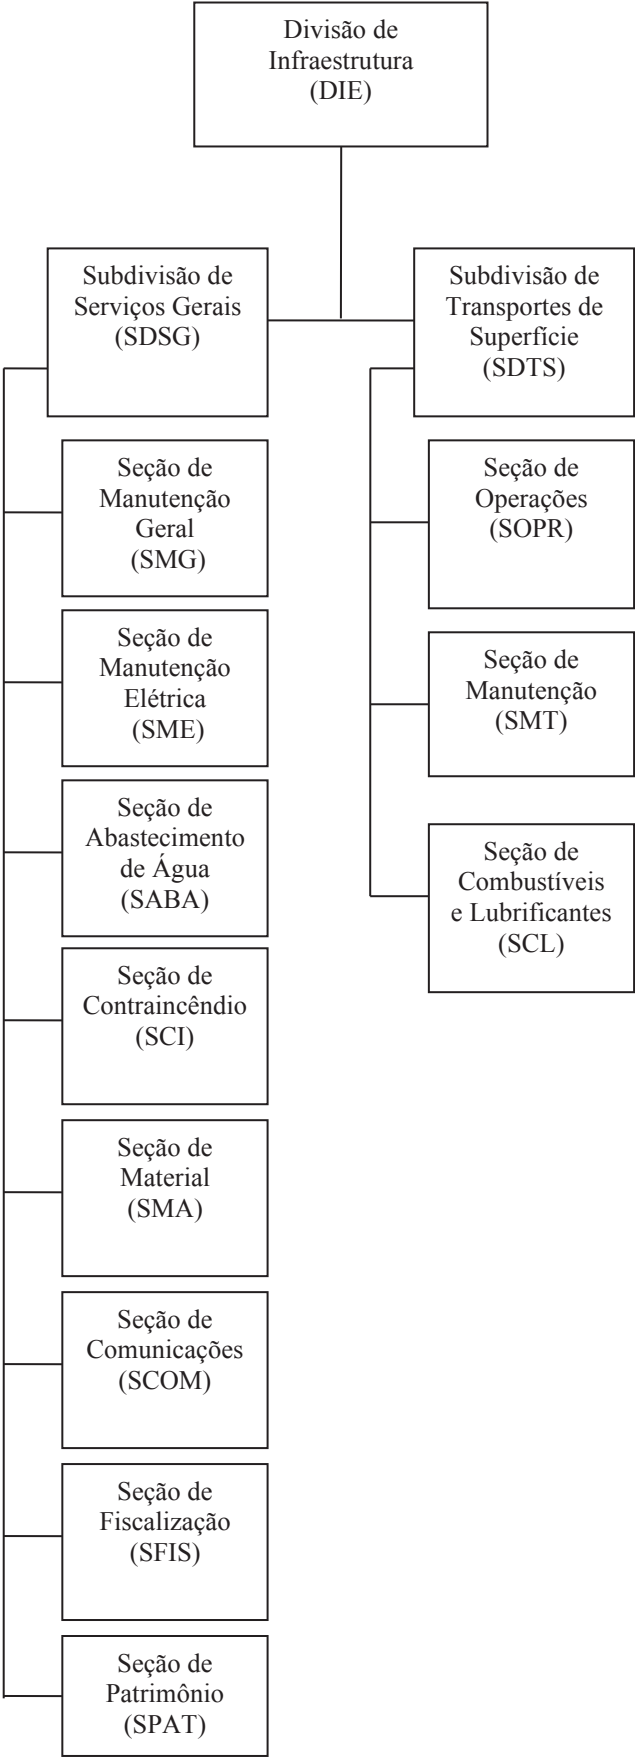 Divisão de
Infraestrutura
(DIE)
Subdivisão de
Serviços Gerais
(SDSG)
Subdivisão de
Transportes de
Superfície
(SDTS)
Seção de
Manutenção
Geral
(SMG)
Seção de
Manutenção
Elétrica
(SME)
Seção de
Abastecimento
de Água
(SABA)
Seção de
Contraincêndio
(SCI)
Seção de
Material
(SMA)
Seção de
Comunicações
(SCOM)
Seção de
Fiscalização
(SFIS)
Seção de
Patrimônio
(SPAT)
Seção de
Operações
(SOPR)
Seção de
Manutenção
(SMT)
Seção de
Combustíveis
e Lubrificantes
(SCL)